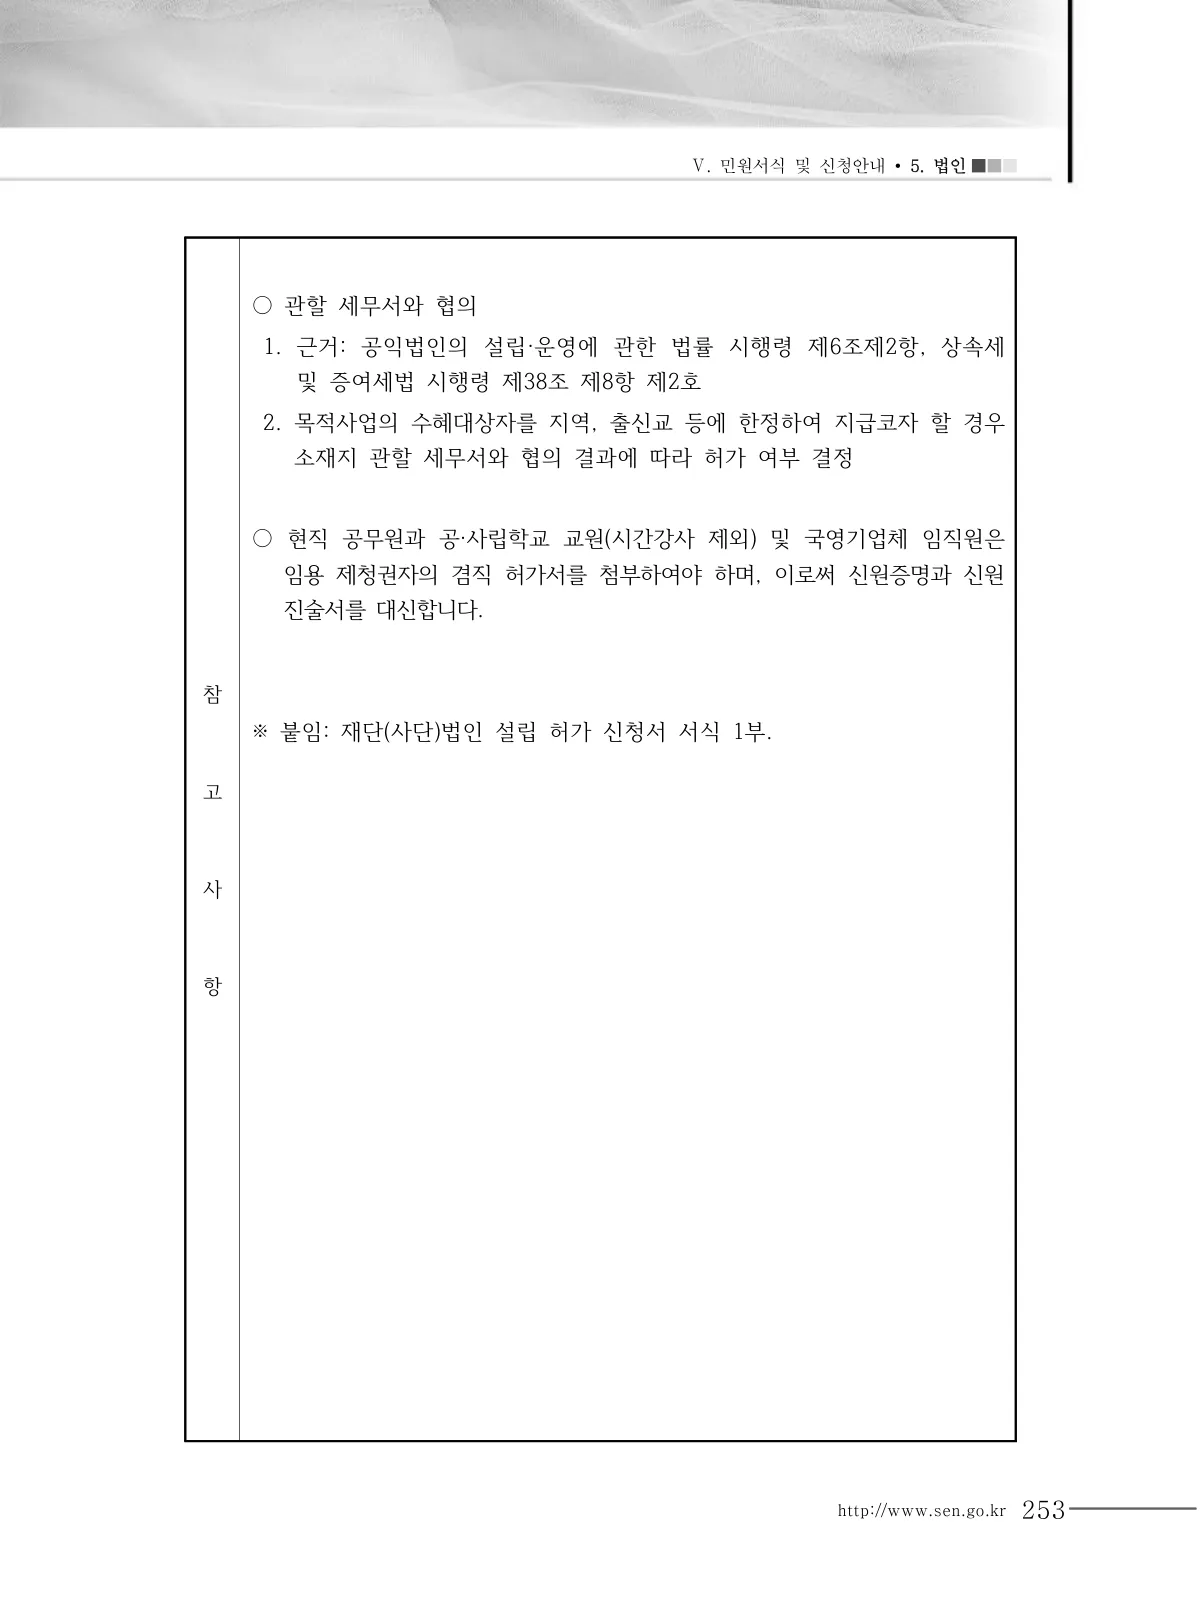 Ⅴ. 민원서식 및 신청안내 • 5. 법인
○ 관할 세무서와 협의
1. 근거: 공익법인의 설립·운영에 관한 법률 시행령 제6조제2항, 상속세
및 증여세법 시행령 제38조 제8항 제2호
2. 목적사업의 수혜대상자를 지역, 출신교 등에 한정하여 지급코자 할 경우
소재지 관할 세무서와 협의 결과에 따라 허가 여부 결정
○ 현직 공무원과 공·사립학교 교원(시간강사 제외) 및 국영기업체 임직원은
임용 제청권자의 겸직 허가서를 첨부하여야 하며, 이로써 신원증명과 신원
진술서를 대신합니다.
참
※ 붙임: 재단(사단)법인 설립 허가 신청서 서식 1부.
고
사
항
http://www.sen.go.kr 253